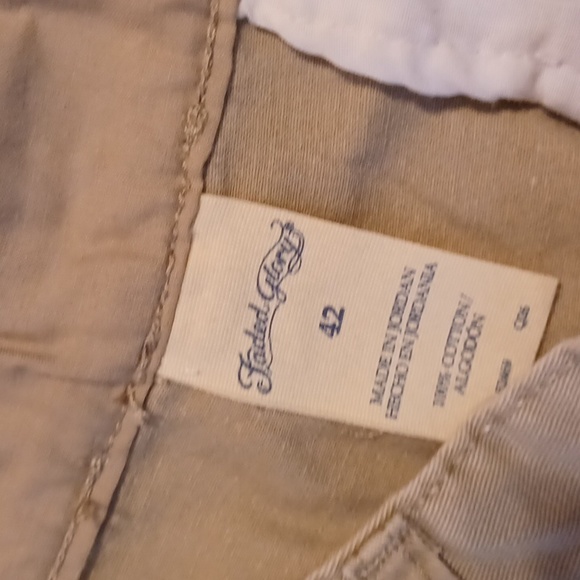 Faded Glory
42
MADE IN JORDAN
HECHO EN JORDANIA
100% COTTON /
ALGODÓN